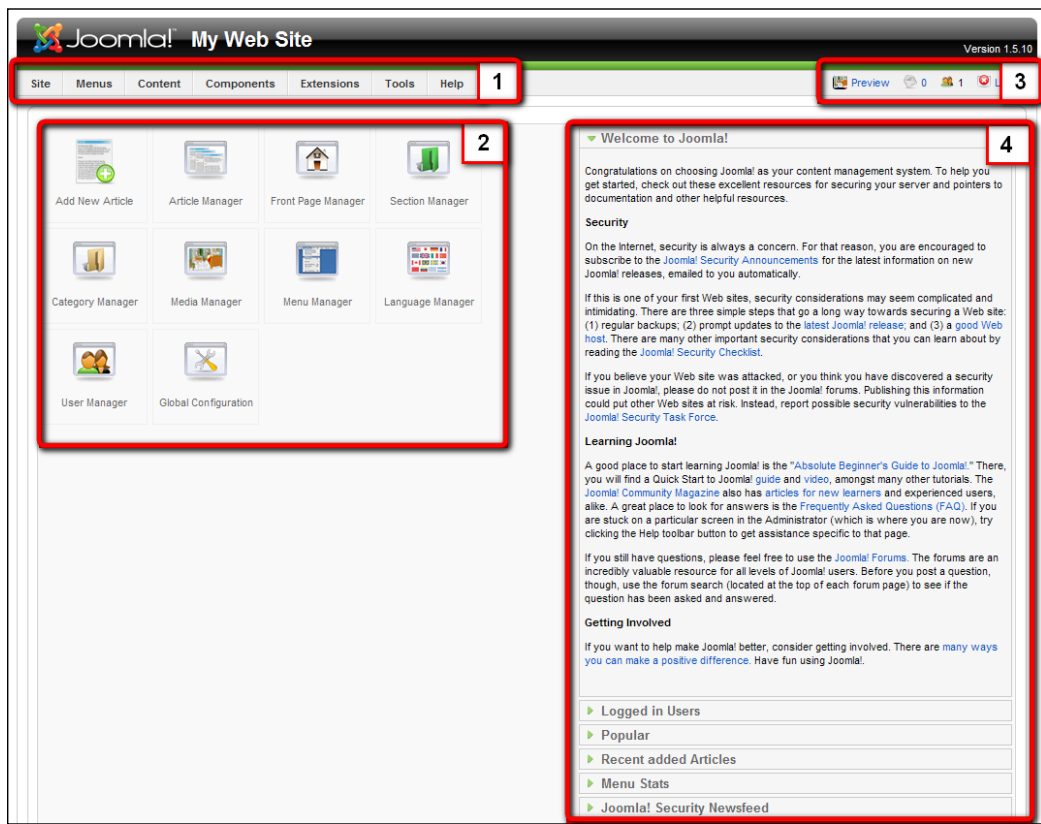 Joomla!™ My Web Site
Version 1.5.10
Site Menus Content Components Extensions Tools Help 1
Preview 0 1 3
2
Add New Article Article Manager Front Page Manager Section Manager
Category Manager Media Manager Menu Manager Language Manager
User Manager Global Configuration
4
Welcome to Joomla!
Congratulations on choosing Joomla! as your content management system. To help you
get started, check out these excellent resources for securing your server and pointers to
documentation and other helpful resources.
Security
On the Internet, security is always a concern. For that reason, you are encouraged to
subscribe to the Joomla! Security Announcements for the latest information on new
Joomla! releases, emailed to you automatically.
If this is one of your first Web sites, security considerations may seem complicated and
intimidating. There are three simple steps that go a long way towards securing a Web site:
(1) regular backups; (2) prompt updates to the latest Joomla! release; and (3) a good Web
host. There are many other important security considerations that you can learn about by
reading the Joomla! Security Checklist.
If you believe your Web site was attacked, or you think you have discovered a security
issue in Joomla!, please do not post it in the Joomla! forums. Publishing this information
could put other Web sites at risk. Instead, report possible security vulnerabilities to the
Joomla! Security Task Force.
Learning Joomla!
A good place to start learning Joomla! is the "Absolute Beginner's Guide to Joomla!." There,
you will find a Quick Start to Joomla! guide and video, amongst many other tutorials. The
Joomla! Community Magazine also has articles for new learners and experienced users,
alike. A great place to look for answers is the Frequently Asked Questions (FAQ). If you
are stuck on a particular screen in the Administrator (which is where you are now), try
clicking the Help toolbar button to get assistance specific to that page.
If you still have questions, please feel free to use the Joomla! Forums. The forums are an
incredibly valuable resource for all levels of Joomla! users. Before you post a question,
though, use the forum search (located at the top of each forum page) to see if the
question has been asked and answered.
Getting Involved
If you want to help make Joomla! better, consider getting involved. There are many ways
you can make a positive difference. Have fun using Joomla!.
Logged in Users
Popular
Recent added Articles
Menu Stats
Joomla! Security Newsfeed